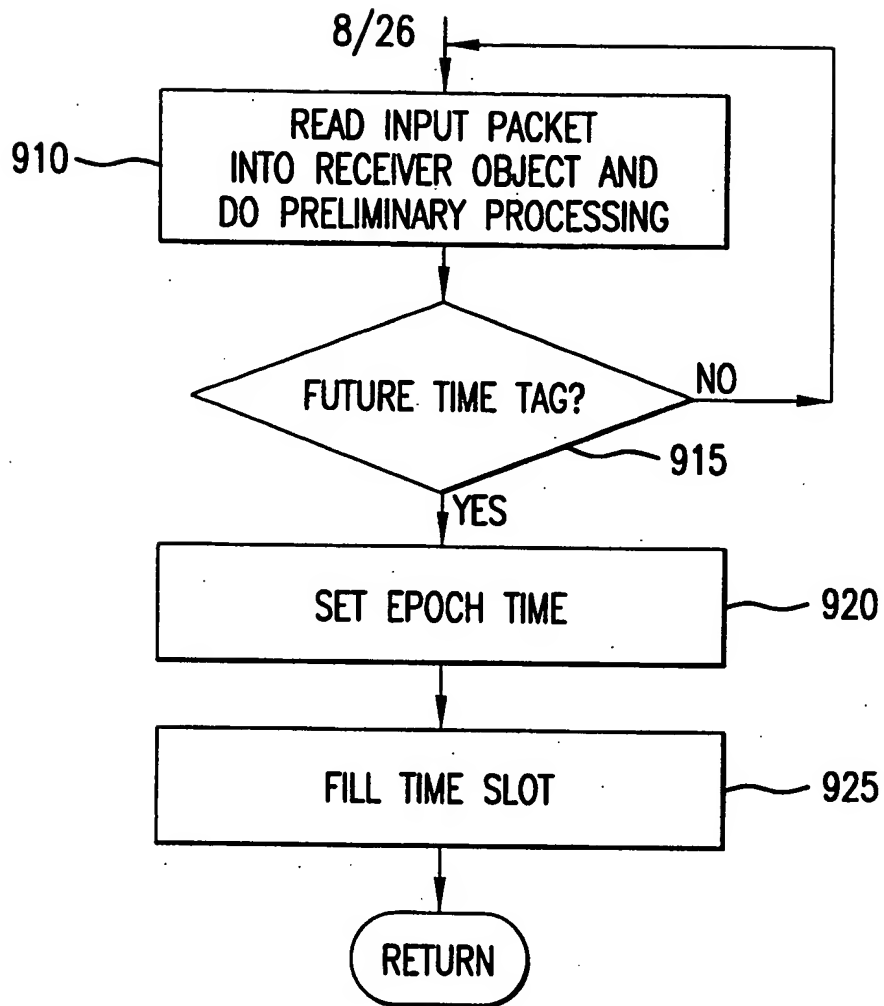 8/26
READ INPUT PACKET
INTO RECEIVER OBJECT AND
DO PRELIMINARY PROCESSING
910
FUTURE TIME TAG?
NO
915
YES
SET EPOCH TIME
920
FILL TIME SLOT
925
RETURN